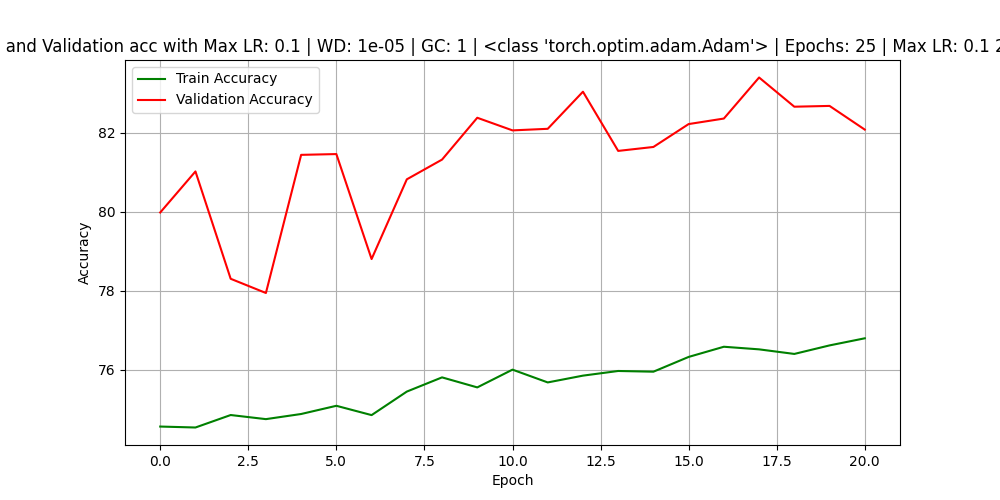 and Validation acc with Max LR: 0.1 | WD: 1e-05 | GC: 1 | <class 'torch.optim.adam.Adam'> | Epochs: 25 | Max LR: 0.1 2
Train Accuracy
Validation Accuracy
82
80
78
76
Accuracy
0.0 2.5 5.0 7.5 10.0 12.5 15.0 17.5 20.0
Epoch